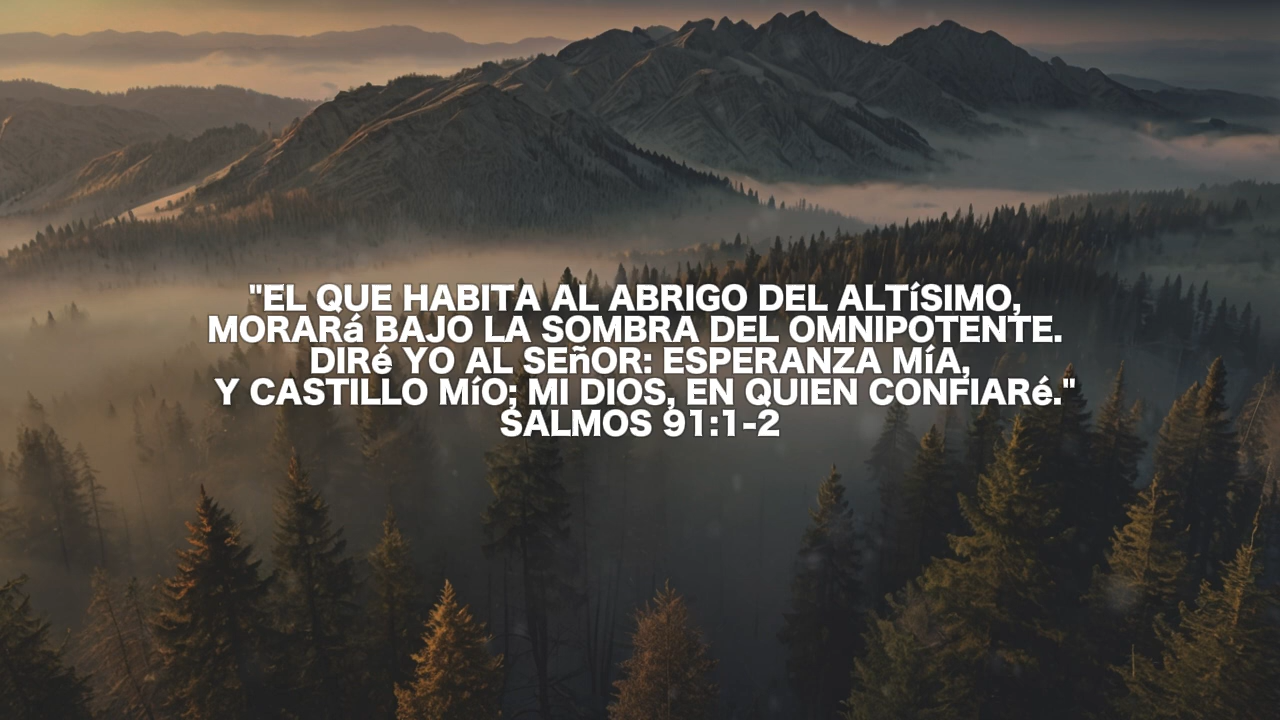 "EL QUE HABITA AL ABRIGO DEL ALTíSIMO,
MORARá BAJO LA SOMBRA DEL OMNIPOTENTE.
DIRé YO AL SEñOR: ESPERANZA MíA,
Y CASTILLO MíO; MI DIOS, EN QUIEN CONFIARé."
SALMOS 91:1-2